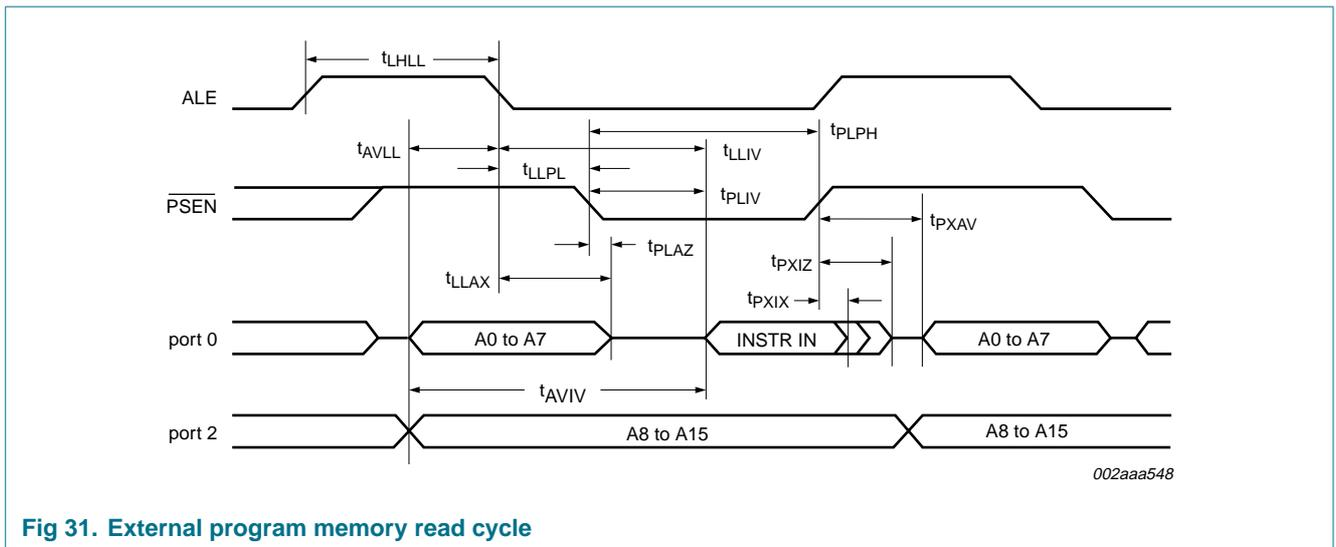 tLHLL
ALE
tPLPH
tAVLL
tLLIV
tLLPL
tPLIV
PSEN
tPXAV
tPLAZ
tPXIZ
tLLAX
tPXIX
port 0
A0 to A7
INSTR IN
A0 to A7
tAVIV
port 2
A8 to A15
A8 to A15
002aaa548
Fig 31. External program memory read cycle